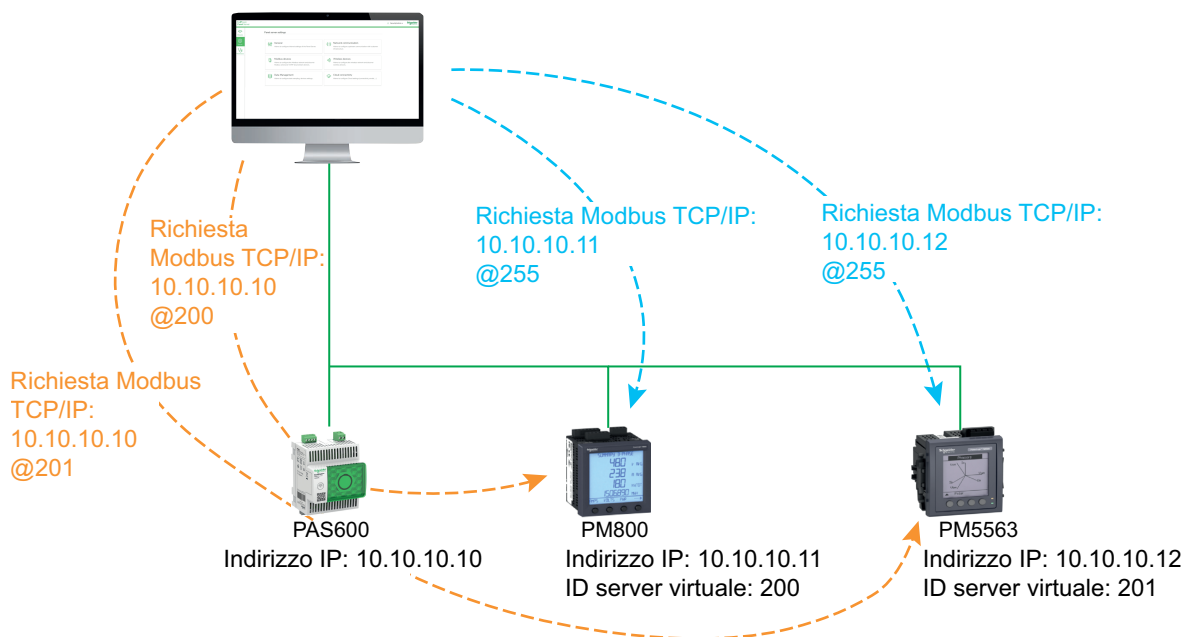 Richiesta
Modbus TCP/IP:
10.10.10.10
@200
Richiesta Modbus TCP/IP:
10.10.10.11
@255
Richiesta Modbus TCP/IP:
10.10.10.12
@255
Richiesta Modbus
TCP/IP:
10.10.10.10
@201
PAS600
Indirizzo IP: 10.10.10.10
PM800
Indirizzo IP: 10.10.10.11
ID server virtuale: 200
PM5563
Indirizzo IP: 10.10.10.12
ID server virtuale: 201